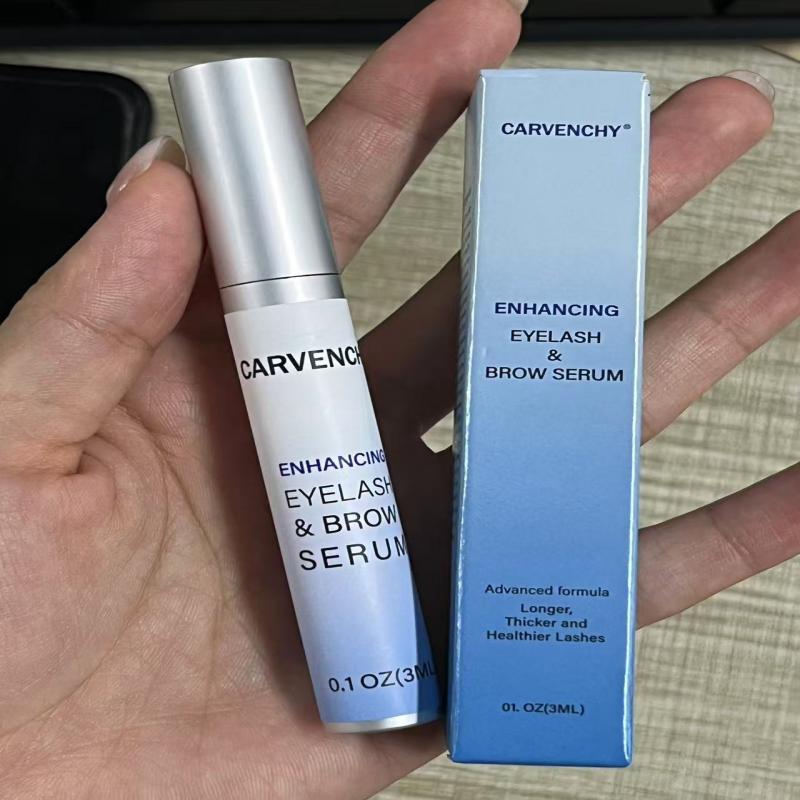 CARVENCH
ENHANCING
EYELASH
& BROW
SERUM
0.1 OZ(3ML
CARVENCHY®
ENHANCING
EYELASH
&
BROW SERUM
Advanced formula
Longer,
Thicker and
Healthier Lashes
01. OZ(3ML)